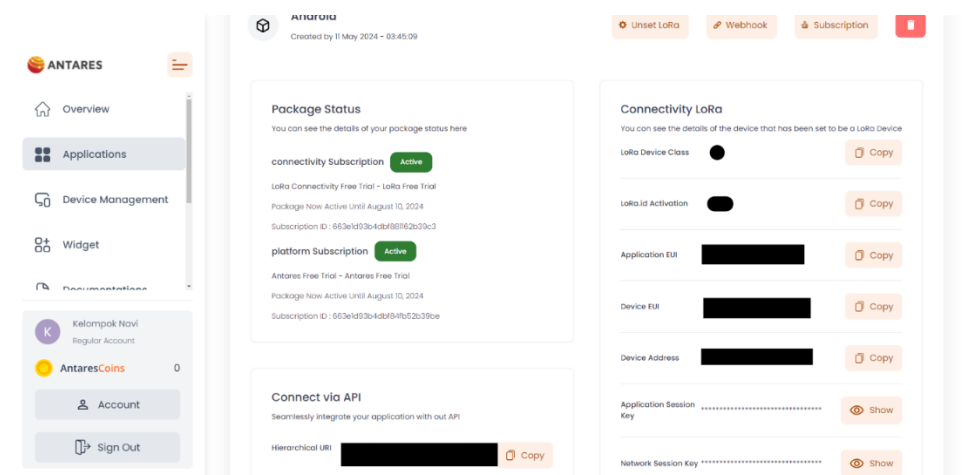 Android
Created by 11 May 2024 - 03:45:09
Unset LoRa
Webhook
Subscription
ANTARES
Overview
Applications
Device Management
Widget
Documentations
Kelompok Navi
Regular Account
AntaresCoins 0
Account
Sign Out
Package Status
You can see the details of your package status here
connectivity Subscription Active
LoRa Connectivity Free Trial - LoRa Free Trial
Package Now Active Until August 10, 2024
Subscription ID :
platform Subscription Active
Antares Free Trial - Antares Free Trial
Package Now Active Until August 10, 2024
Subscription ID :
Connect via API
Seamlessly integrate your application with out API
Hierarchical URI Copy
Connectivity LoRa
You can see the details of the device that has been set to be a LoRa Device
LoRa Device Class Copy
LoRa.id Activation Copy
Application EUI Copy
Device EUI Copy
Device Address Copy
Application Session
Key
Show
Network Session Key Show